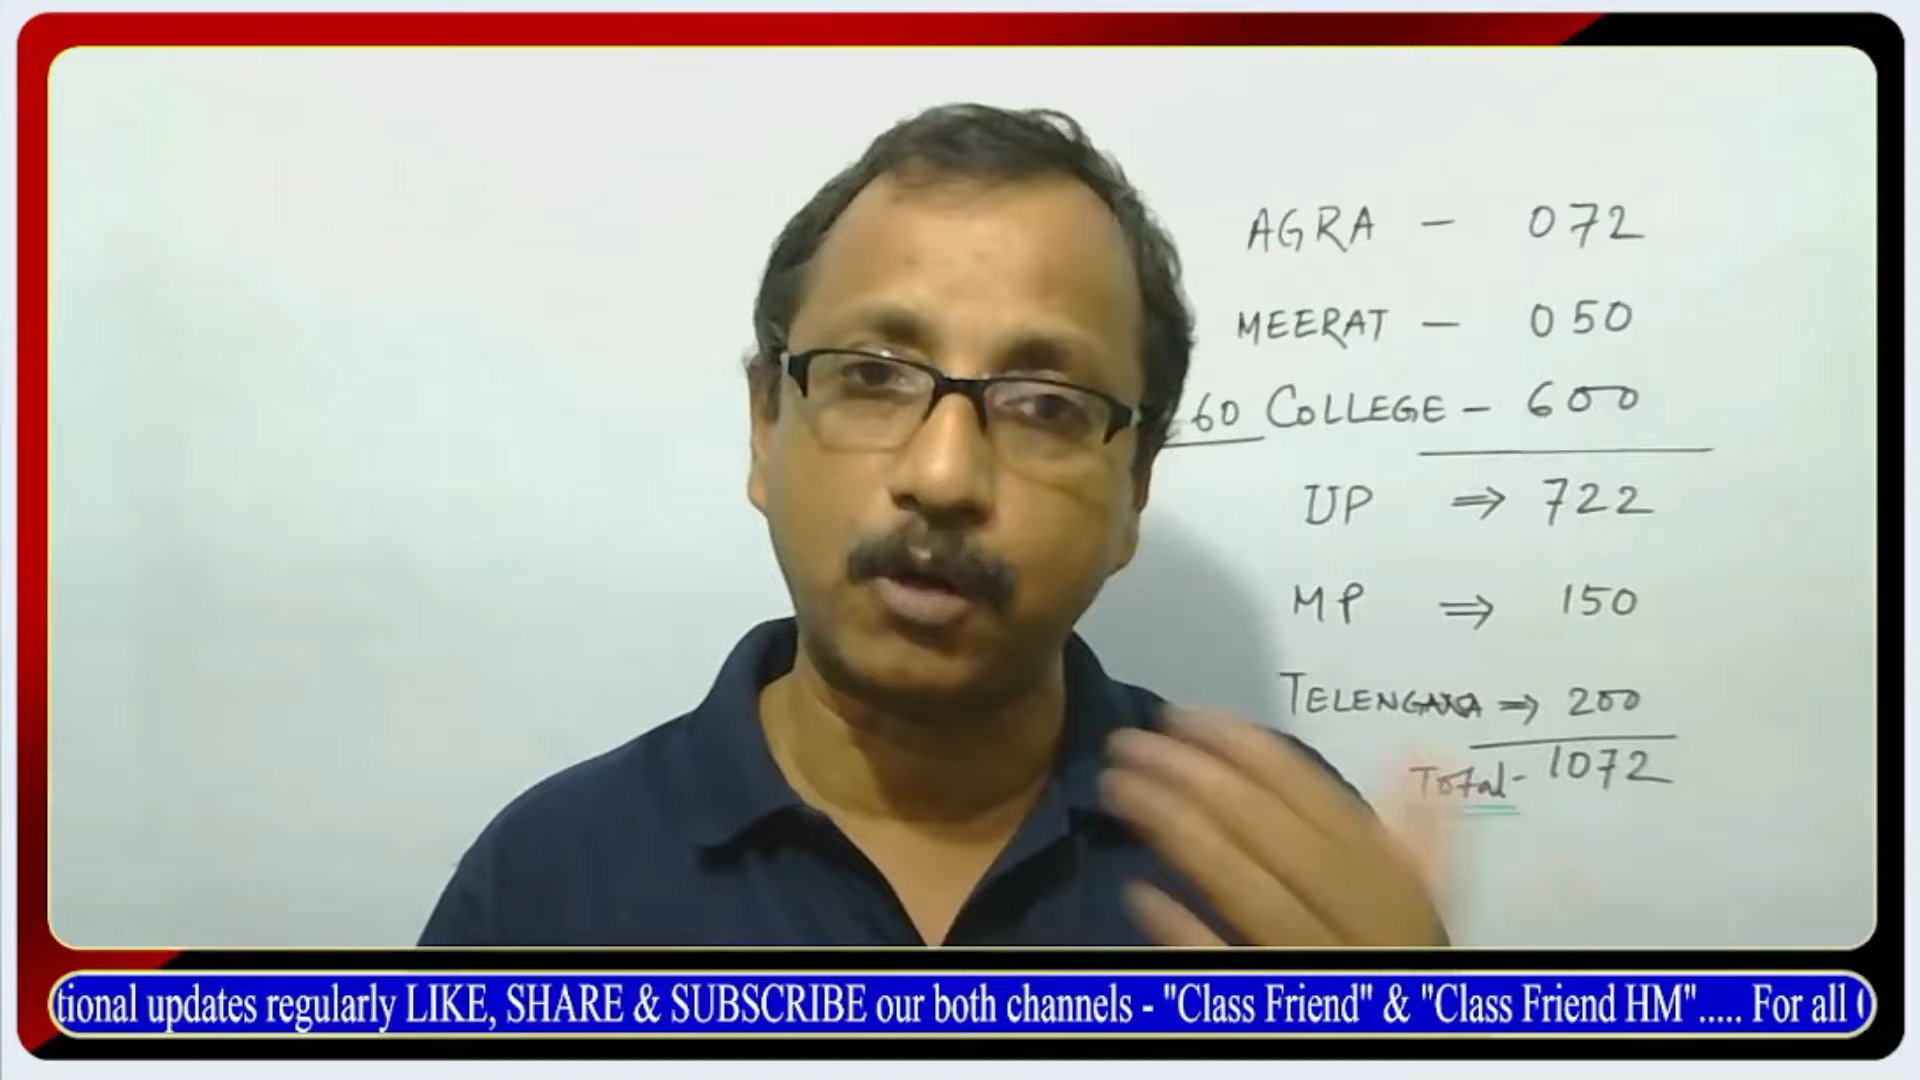 AGRA - 072
MEERAT - 050
60 COLLEGE - 600
UP ⇒ 722
MP ⇒ 150
TELENGANA ⇒ 200
Total - 1072
tional updates regularly LIKE, SHARE & SUBSCRIBE our both channels - "Class Friend" & "Class Friend HM"..... For all